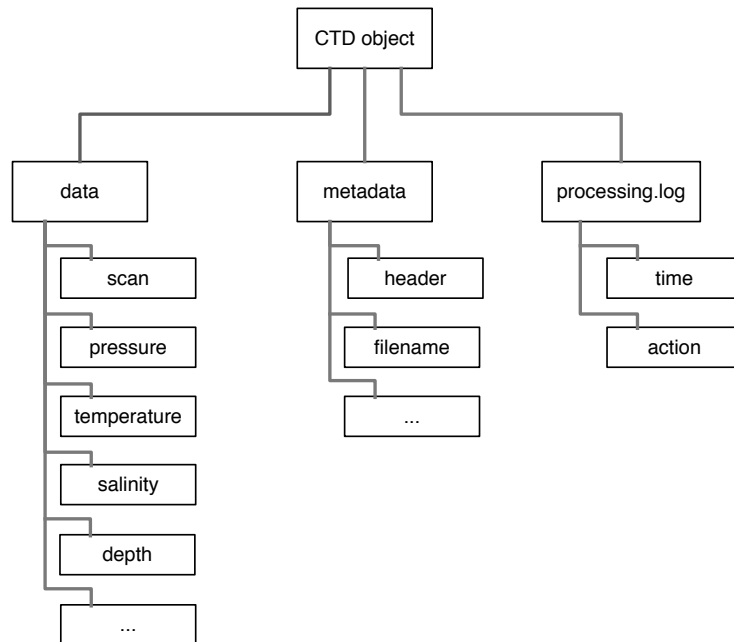 CTD object
data
metadata
processing.log
scan
pressure
temperature
salinity
depth
...
header
filename
...
time
action